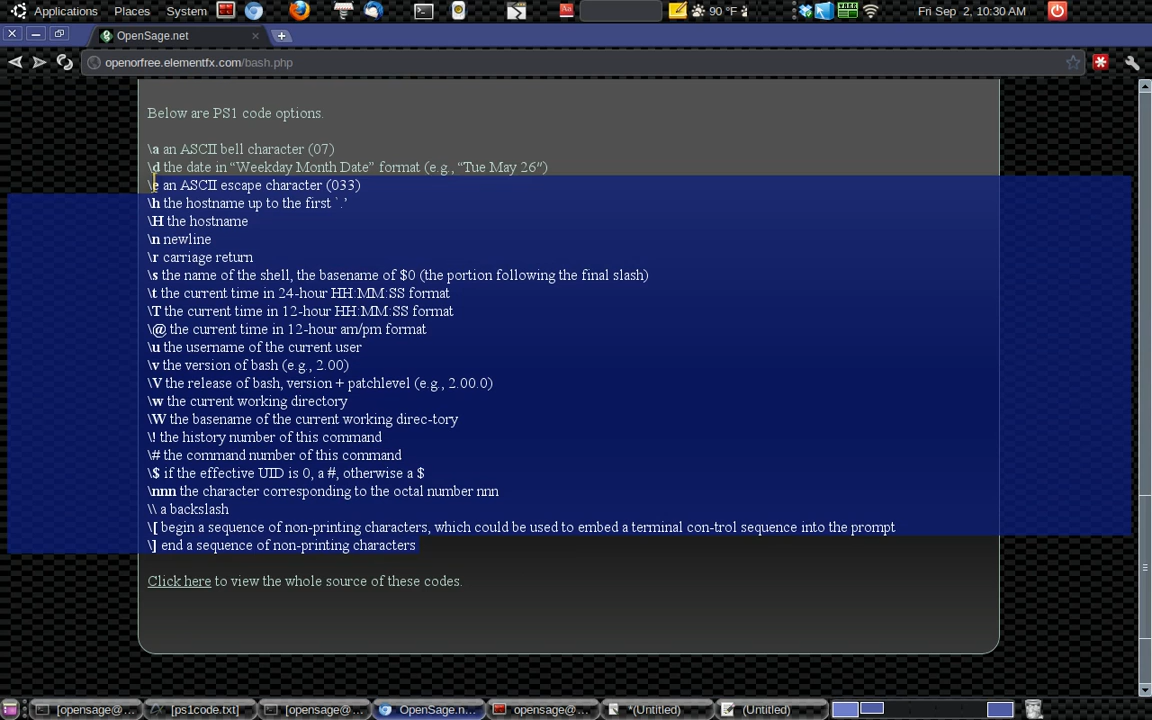 Applications Places System 90 °F Fri Sep 2, 10:30 AM
OpenSage.net
openorfree.elementfx.com/bash.php
Below are PS1 code options.
\a an ASCII bell character (07)
\d the date in “Weekday Month Date” format (e.g., “Tue May 26″)
\e an ASCII escape character (033)
\h the hostname up to the first `.’
\H the hostname
\n newline
\r carriage return
\s the name of the shell, the basename of $0 (the portion following the final slash)
\t the current time in 24-hour HH:MM:SS format
\T the current time in 12-hour HH:MM:SS format
\@ the current time in 12-hour am/pm format
\u the username of the current user
\v the version of bash (e.g., 2.00)
\V the release of bash, version + patchlevel (e.g., 2.00.0)
\w the current working directory
\W the basename of the current working direc-tory
\! the history number of this command
\# the command number of this command
\$ if the effective UID is 0, a #, otherwise a $
\nnn the character corresponding to the octal number nnn
\\ a backslash
\[ begin a sequence of non-printing characters, which could be used to embed a terminal con-trol sequence into the prompt
\] end a sequence of non-printing characters
Click here to view the whole source of these codes.
[opensage@... [ps1code.txt] [opensage@... OpenSage.n... opensage@... *(Untitled) (Untitled)